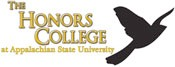 THE
HONORS
COLLEGE
at Appalachian State University